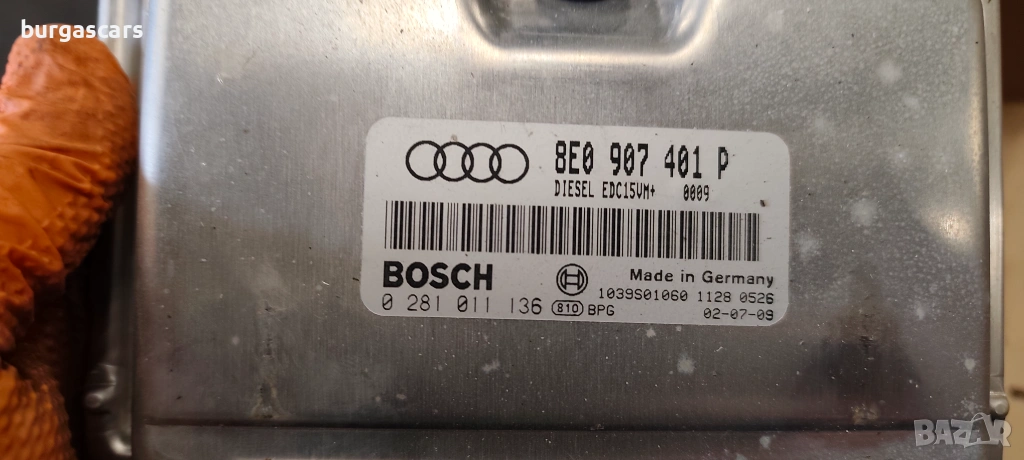 burgascars
8E0 907 401 P
DIESEL EDC15VM+ 0009
BOSCH
Made in Germany
1039S01060 1128 0526
0 281 011 136 810 BPG
02-07-09
BAZAR